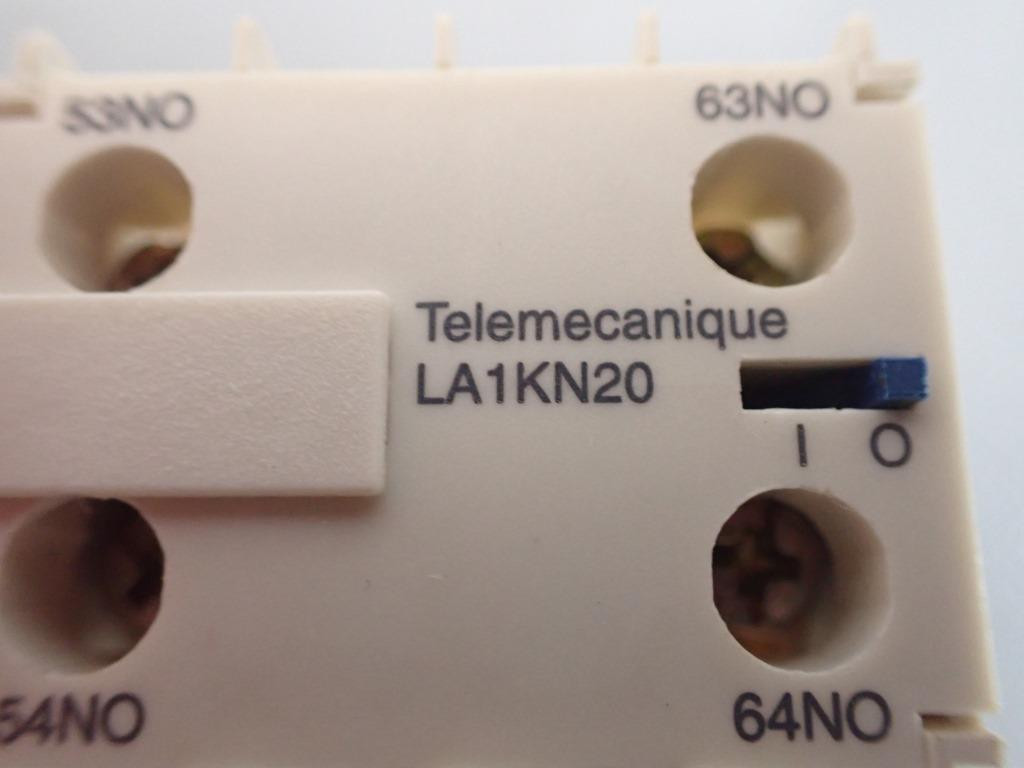 53NO
63NO
Telemecanique
LA1KN20
I O
54NO
64NO